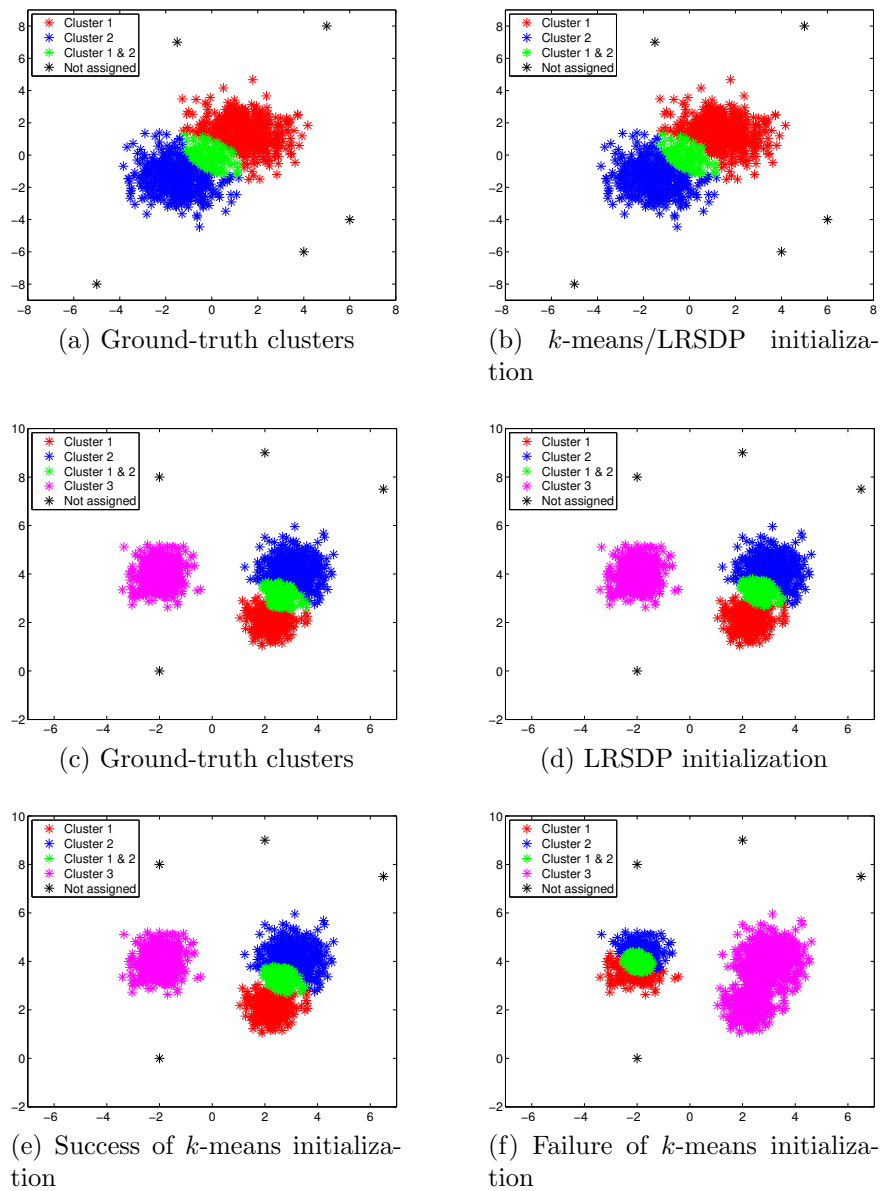 Cluster 1
Cluster 2
Cluster 1 & 2
Not assigned
8
6
4
2
0
−2
−4
−6
−8
−8 −6 −4 −2 0 2 4 6 8
(a) Ground-truth clusters
Cluster 1
Cluster 2
Cluster 1 & 2
Not assigned
8
6
4
2
0
−2
−4
−6
−8
−8 −6 −4 −2 0 2 4 6 8
(b) k-means/LRSDP initializa-
tion
Cluster 1
Cluster 2
Cluster 1 & 2
Cluster 3
Not assigned
10
8
6
4
2
0
−2
−6 −4 −2 0 2 4 6
(c) Ground-truth clusters
Cluster 1
Cluster 2
Cluster 1 & 2
Cluster 3
Not assigned
10
8
6
4
2
0
−2
−6 −4 −2 0 2 4 6
(d) LRSDP initialization
Cluster 1
Cluster 2
Cluster 1 & 2
Cluster 3
Not assigned
10
8
6
4
2
0
−2
−6 −4 −2 0 2 4 6
(e) Success of k-means initializa-
tion
Cluster 1
Cluster 2
Cluster 1 & 2
Cluster 3
Not assigned
10
8
6
4
2
0
−2
−6 −4 −2 0 2 4 6
(f) Failure of k-means initializa-
tion